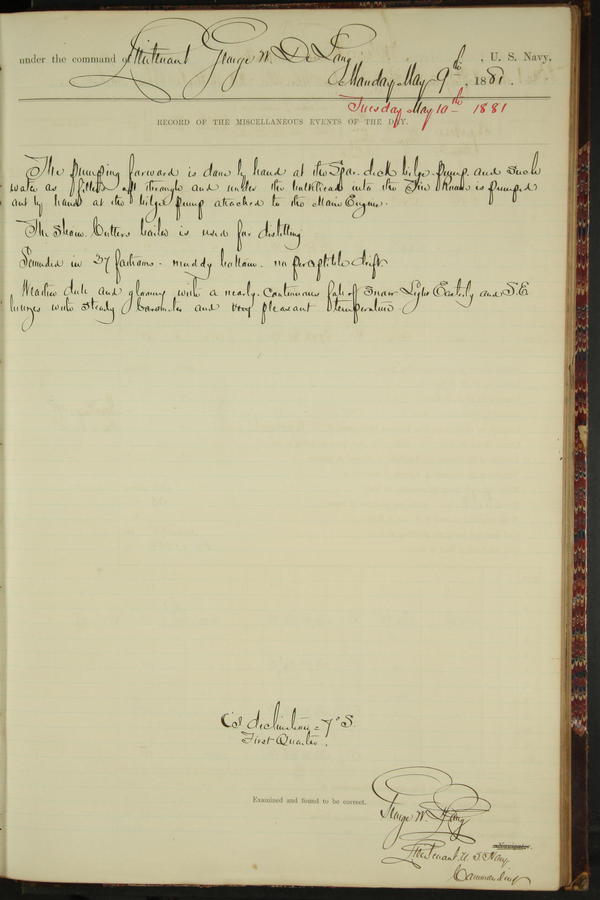 under the command of Lieutenant George W. De Long , U. S. Navy,
Monday May 9th , 1881.
Tuesday May 10th 1881
RECORD OF THE MISCELLANEOUS EVENTS OF THE DAY.
The pumping forward is done by hand at the Spar-deck bilge-pump and such
water as filters aft through and under the bulkhead into the Fire Room is pumped
out by hand at the bilge pump attached to the Main Engine.
The Steam Cutters boiler is used for distilling
Sounded in 37 fathoms - muddy bottom. no perceptible drift
Weather dull and gloomy with a nearly continuous fall of snow Light Easterly and S.E
winds with steady barometer and very pleasant temperature
declination = 7° S.
First Quarter.
Examined and found to be correct.
George W. De Long
Navigator.
Lieutenant. U. S. Navy
Commanding